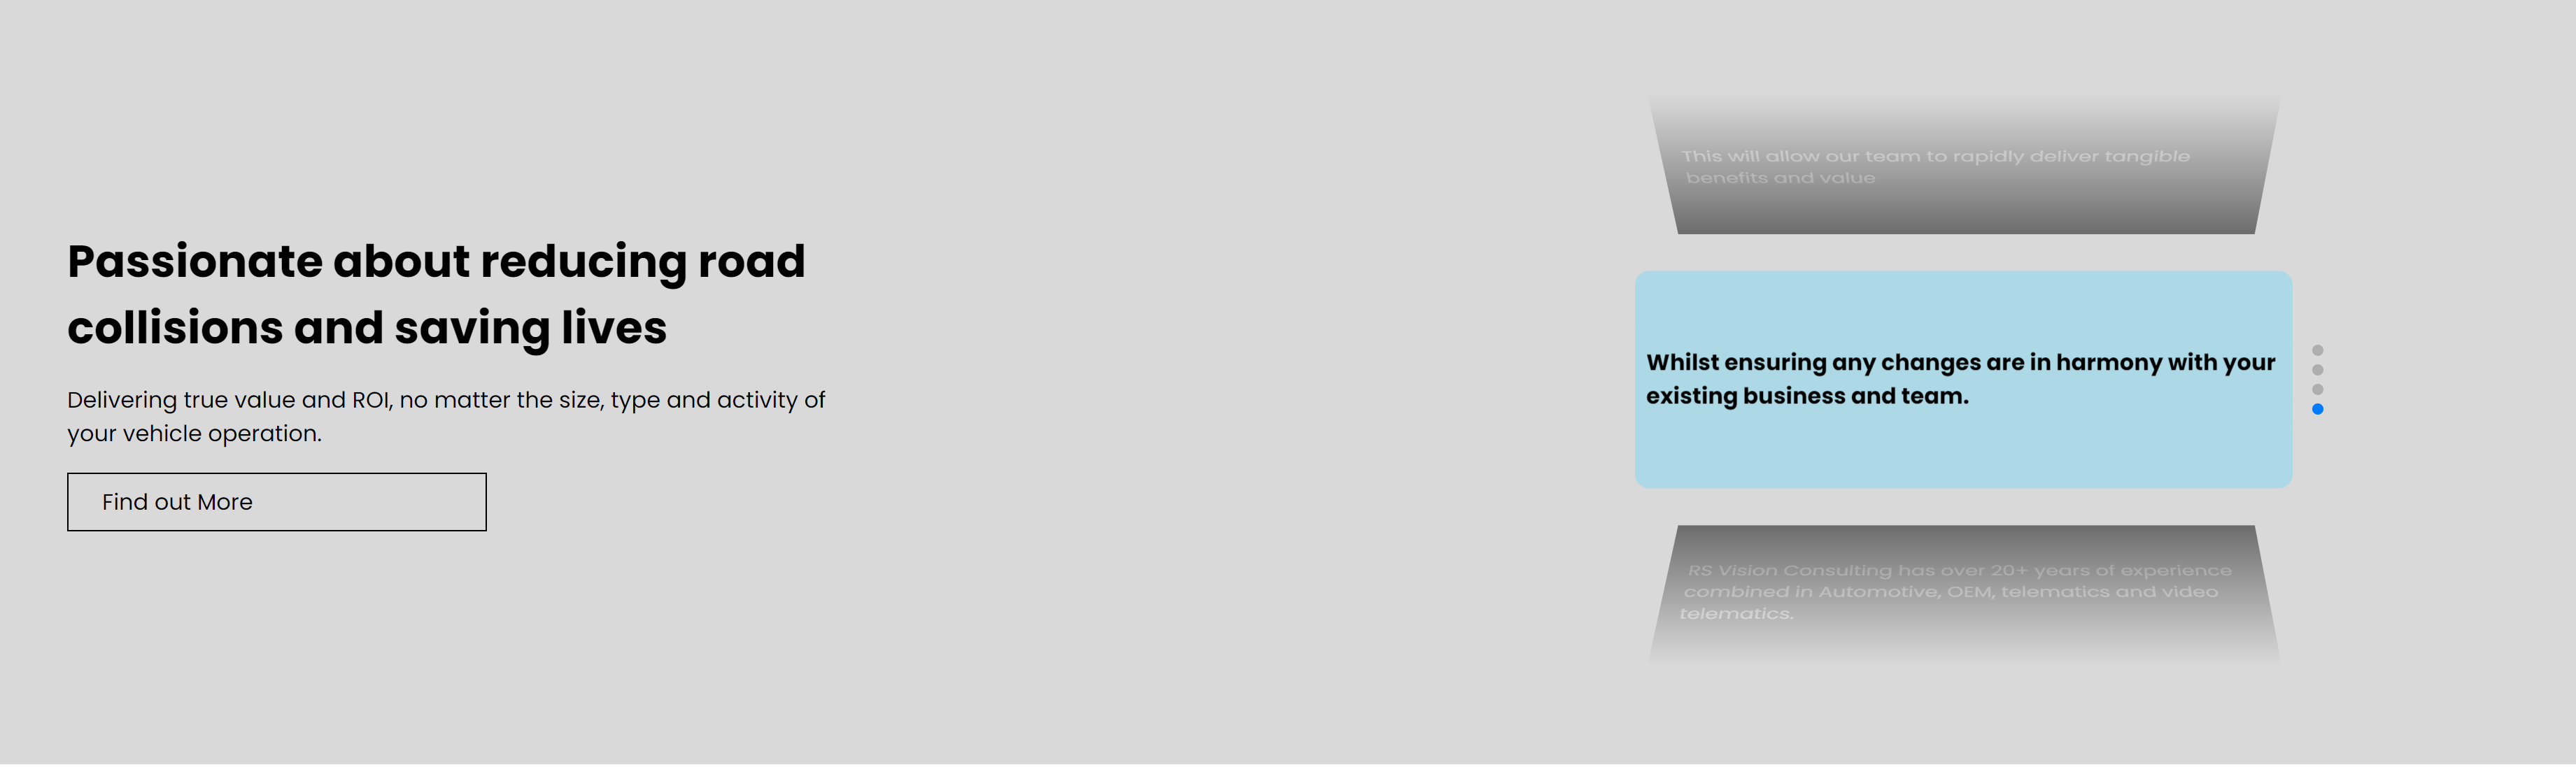 Passionate about reducing road
collisions and saving lives
Delivering true value and ROI, no matter the size, type and activity of
your vehicle operation.
Find out More
This will allow our team to rapidly deliver tangible
benefits and value
Whilst ensuring any changes are in harmony with your
existing business and team.
RS Vision Consulting has over 20+ years of experience
combined in Automotive, OEM, telematics and video
telematics.